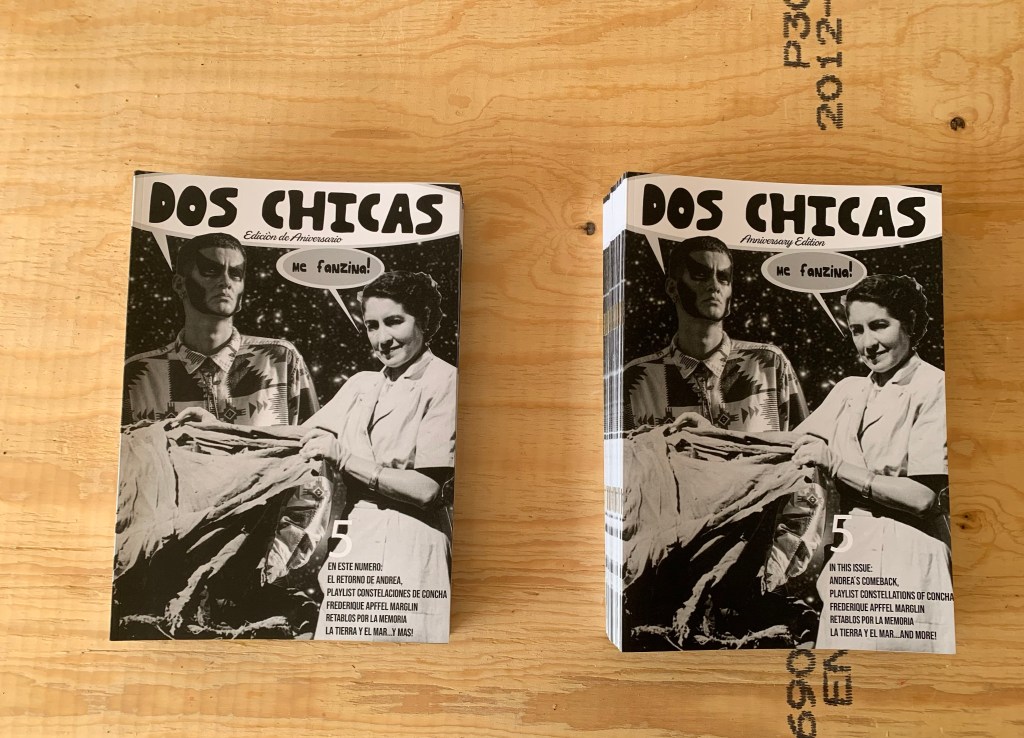 DOS CHICAS
Edición de Aniversario
Me fanzina!
5
EN ESTE NUMERO:
EL RETORNO DE ANDREA,
PLAYLIST CONSTELACIONES DE CONCHA
FREDERIQUE APFFEL MARGLIN
RETABLOS POR LA MEMORIA
LA TIERRA Y EL MAR...Y MAS!
DOS CHICAS
Anniversary Edition
Me fanzina!
5
IN THIS ISSUE:
ANDREA´S COMEBACK,
PLAYLIST CONSTELLATIONS OF CONCHA
FREDERIQUE APFFEL MARGLIN
RETABLOS POR LA MEMORIA
LA TIERRA Y EL MAR...AND MORE!
P30
2012-
690
EN